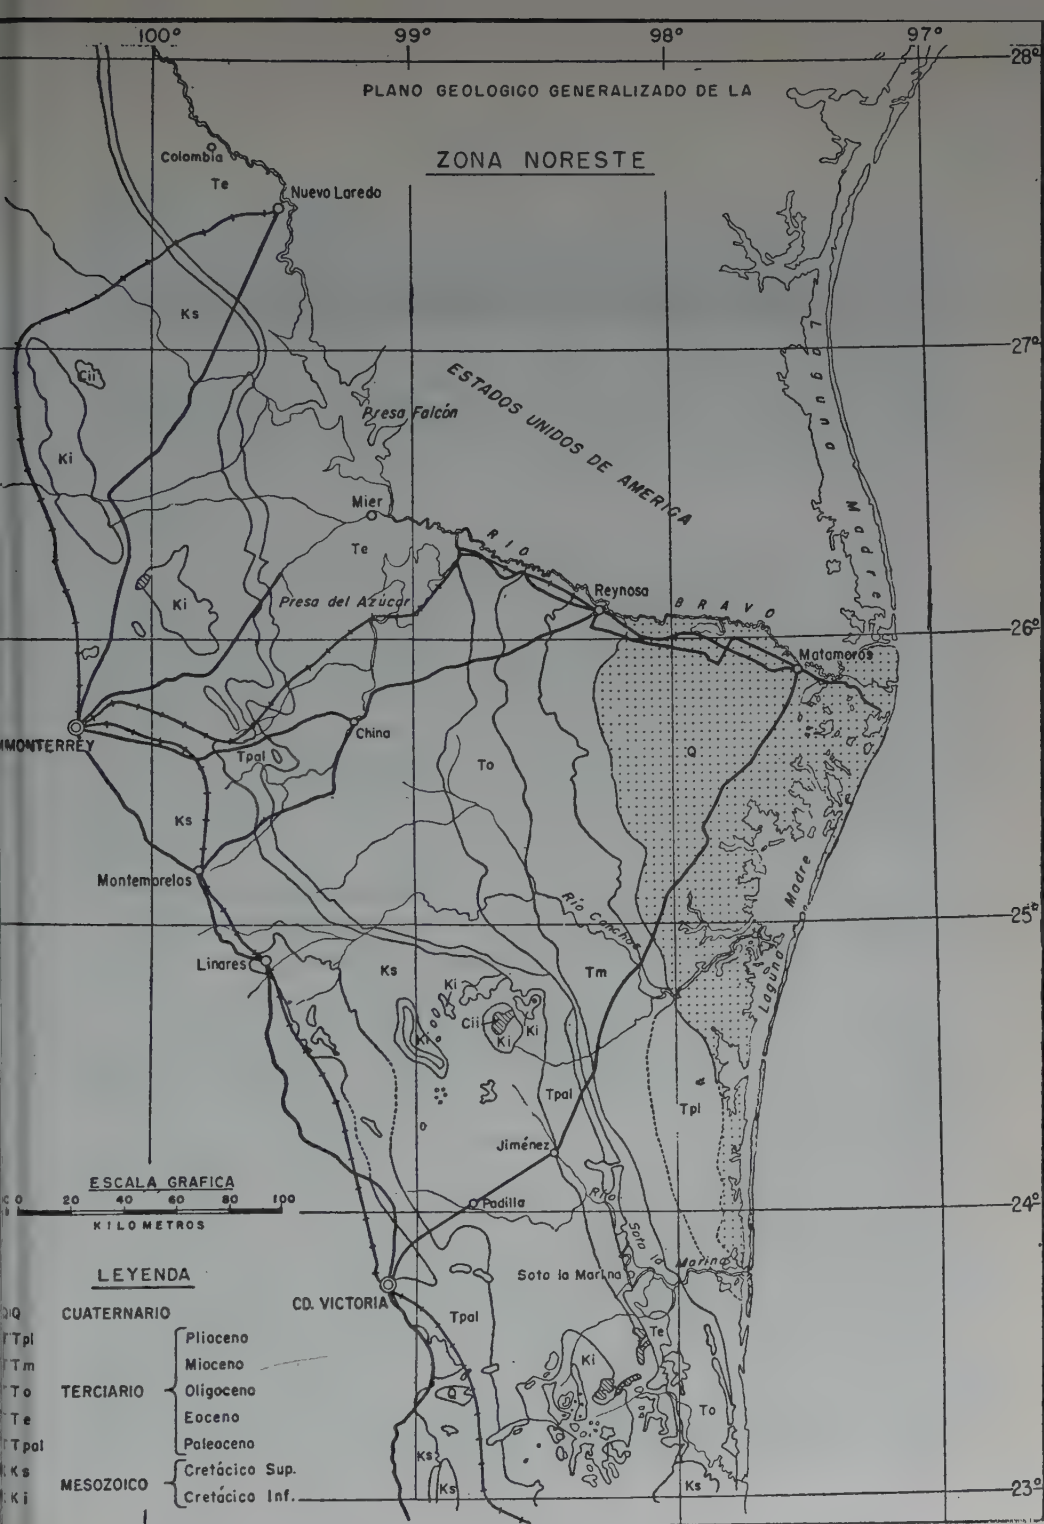 100° 99° 98° 97°
28°
PLANO GEOLOGICO GENERALIZADO DE LA
ZONA NORESTE
Colombia
Te
Nuevo Laredo
Ks
27°
Cii
Laguna Madre
ESTADOS UNIDOS DE AMERICA
Presa Falcón
Ki
Mier
RIO BRAVO
Te
Ki
Presa del Azúcar
Reynosa
26°
Matamoros
MONTERREY
China
Tpal
To
Q
Ks
Montemorelos
Laguna Madre
Río Conchos
25°
Linares
Ks
Tm
Ki
Cii
Ki
Ki
Ki
Tpal
Tpl
Jiménez
ESCALA GRAFICA
20 40 60 80 100
KILOMETROS
Padilla
Río Soto la Marina
24°
LEYENDA
Soto la Marina
CD. VICTORIA
Q CUATERNARIO
Tpal
Te
Tpl Plioceno
Tm Mioceno
Ki
To TERCIARIO Oligoceno
Q
To
Te Eoceno
Tpal Paleoceno
Ks
Ks Cretácico Sup.
MESOZOICO
Ks
Ks
Ki Cretácico Inf.
23°